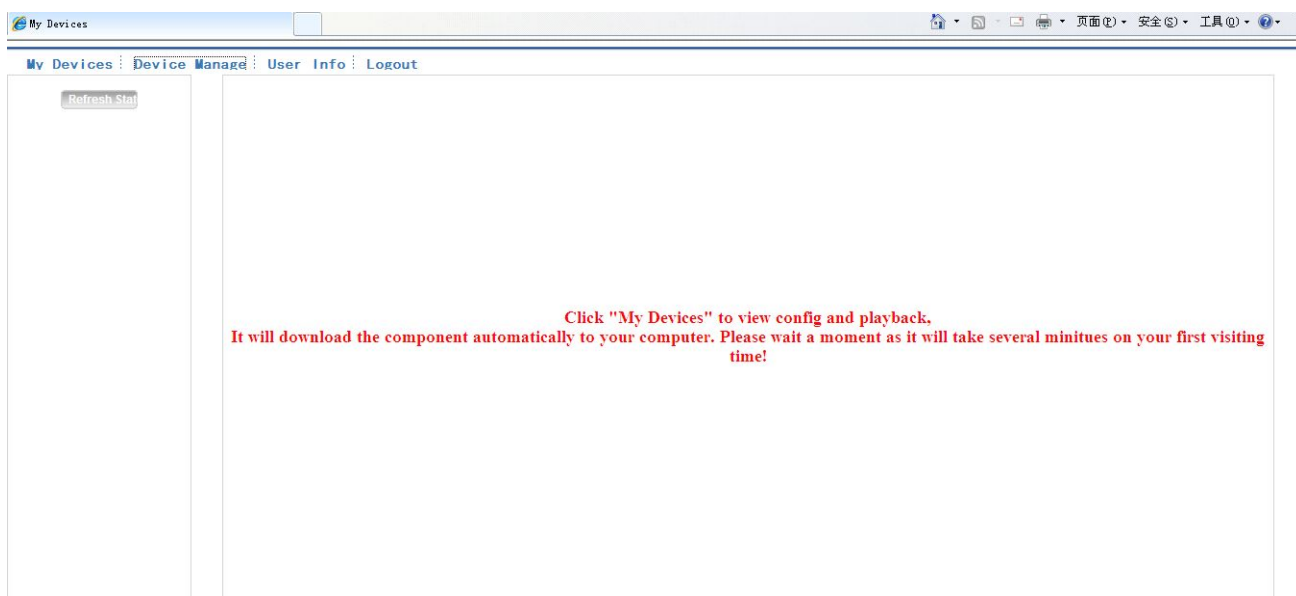 My Devices
页面(P) 安全(S) 工具(O)
My Devices Device Manage User Info Logout
Refresh Stat
Click "My Devices" to view config and playback,
It will download the component automatically to your computer. Please wait a moment as it will take several minitues on your first visiting
time!